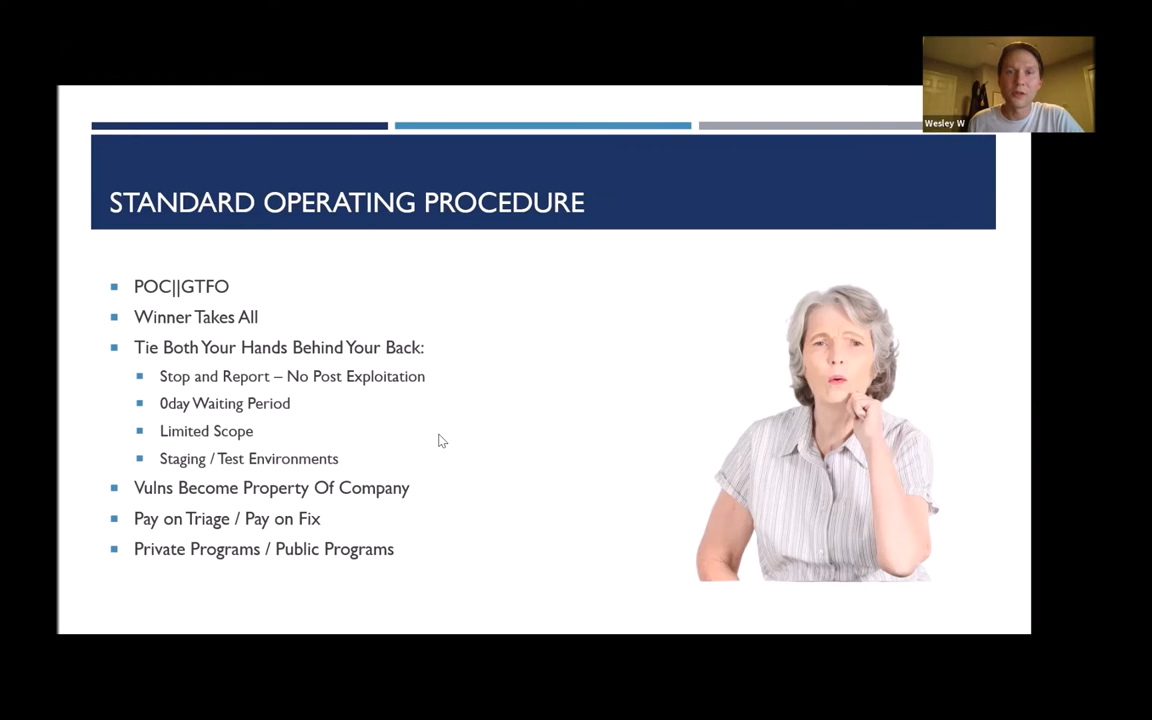 Wesley W
STANDARD OPERATING PROCEDURE
POC||GTFO
Winner Takes All
Tie Both Your Hands Behind Your Back:
Stop and Report – No Post Exploitation
0day Waiting Period
Limited Scope
Staging / Test Environments
Vulns Become Property Of Company
Pay on Triage / Pay on Fix
Private Programs / Public Programs